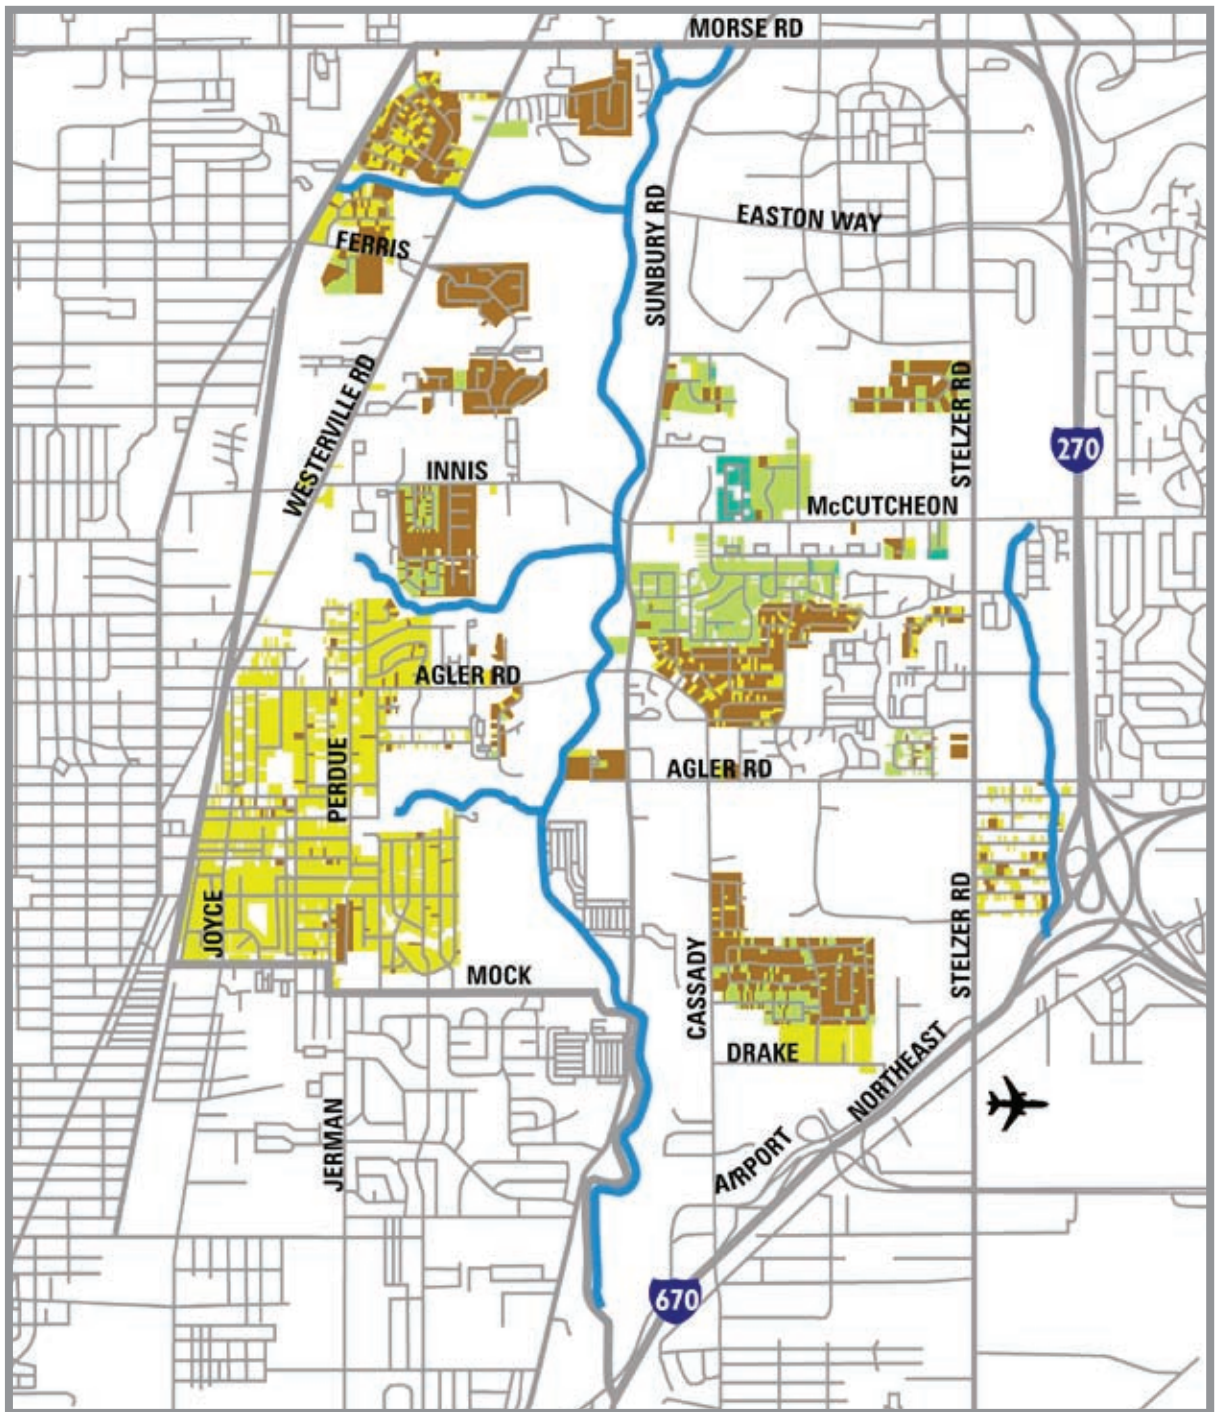 MORSE RD
SUNBURY RD
EASTON WAY
FERRIS
WESTERVILLE RD
STELZER RD
270
INNIS
McCUTCHEON
AGLER RD
PERDUE
AGLER RD
JOYCE
STELZER RD
MOCK
CASSADY
DRAKE
NORTHEAST
JERMAN
AIRPORT
670